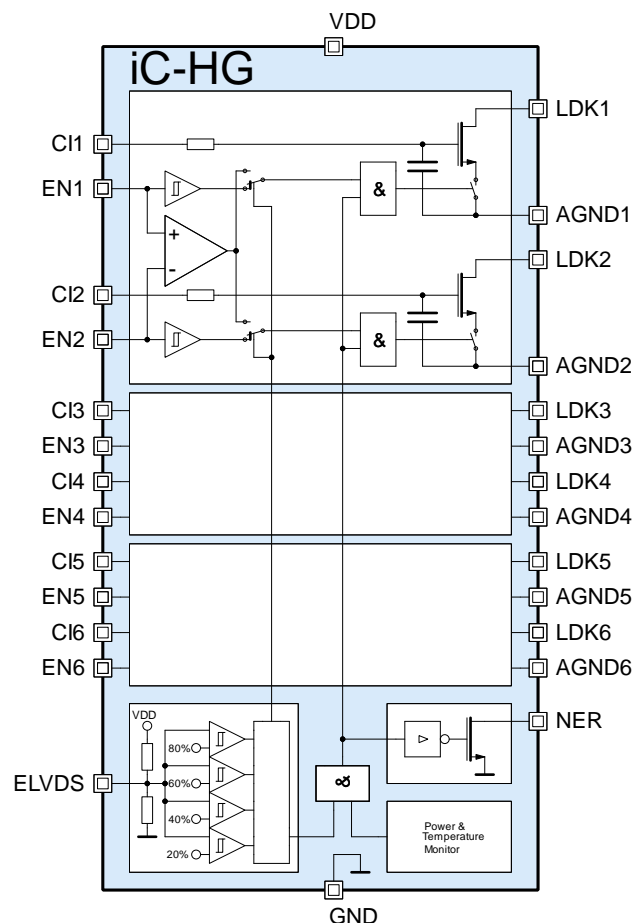 VDD
iC-HG
CI1
EN1
CI2
EN2
CI3
EN3
CI4
EN4
CI5
EN5
CI6
EN6
ELVDS
+
-
&
&
LDK1
AGND1
LDK2
AGND2
LDK3
AGND3
LDK4
AGND4
LDK5
AGND5
LDK6
AGND6
NER
VDD
80%
60%
40%
20%
&
Power &
Temperature
Monitor
GND